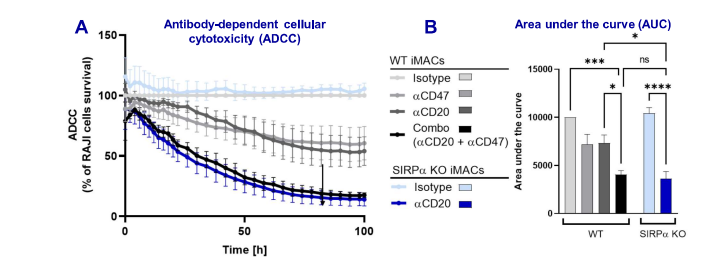 A
Antibody-dependent cellular
cytotoxicity (ADCC)
ADCC
(% of RAJI cells survival)
150
100
50
0
0
50
100
Time [h]
WT iMACs
Isotype
αCD47
αCD20
Combo
(αCD20 + αCD47)
SIRPα KO iMACs
Isotype
αCD20
B
Area under the curve (AUC)
*
***
ns
*
****
Area under the curve
15000
10000
5000
0
WT
SIRPα KO